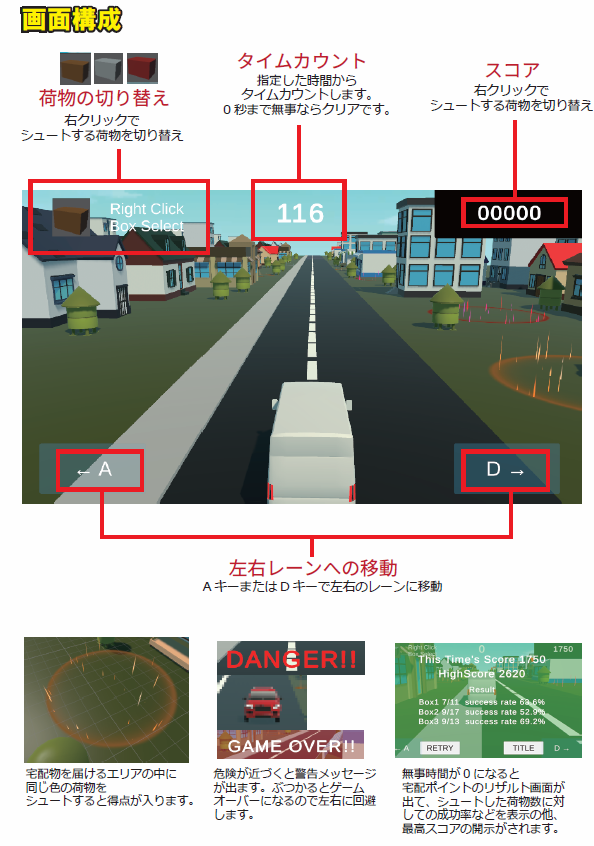 画面構成
荷物の切り替え
右クリックで
シュートする荷物を切り替え
タイムカウント
指定した時間から
タイムカウントします。
0秒まで無事ならクリアです。
スコア
右クリックで
シュートする荷物を切り替え
Right Click
Box Select
116
00000
← A
D →
左右レーンへの移動
AキーまたはDキーで左右のレーンに移動
宅配物を届けるエリアの中に
同じ色の荷物を
シュートすると得点が入ります。
DANGER!!
GAME OVER!!
危険が近づくと警告メッセージ
が出ます。ぶつかるとゲーム
オーバーになるので左右に回避
します。
Right Click
Box Select
0
1750
This Time's Score 1750
HighScore 2620
Result
Box1 7/11 success rate 63.6%
Box2 9/17 success rate 52.9%
Box3 9/13 success rate 69.2%
← A
RETRY
TITLE
D →
無事時間が0になると
宅配ポイントのリザルト画面が
出て、シュートした荷物数に対
しての成功率などを表示の他、
最高スコアの開示がされます。